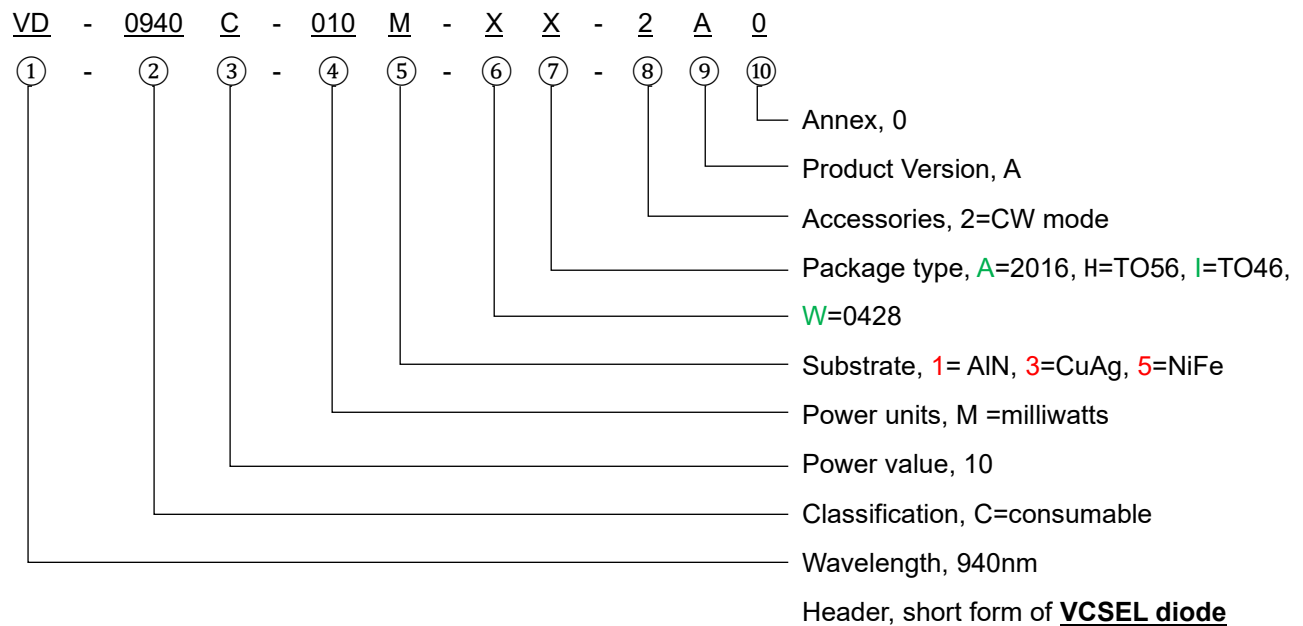 VD - 0940 C - 010 M - X X - 2 A 0
① - ② ③ - ④ ⑤ - ⑥ ⑦ - ⑧ ⑨ ⑩
Annex, 0
Product Version, A
Accessories, 2=CW mode
Package type, A=2016, H=TO56, I=TO46,
W=0428
Substrate, 1= AlN, 3=CuAg, 5=NiFe
Power units, M =milliwatts
Power value, 10
Classification, C=consumable
Wavelength, 940nm
Header, short form of VCSEL diode